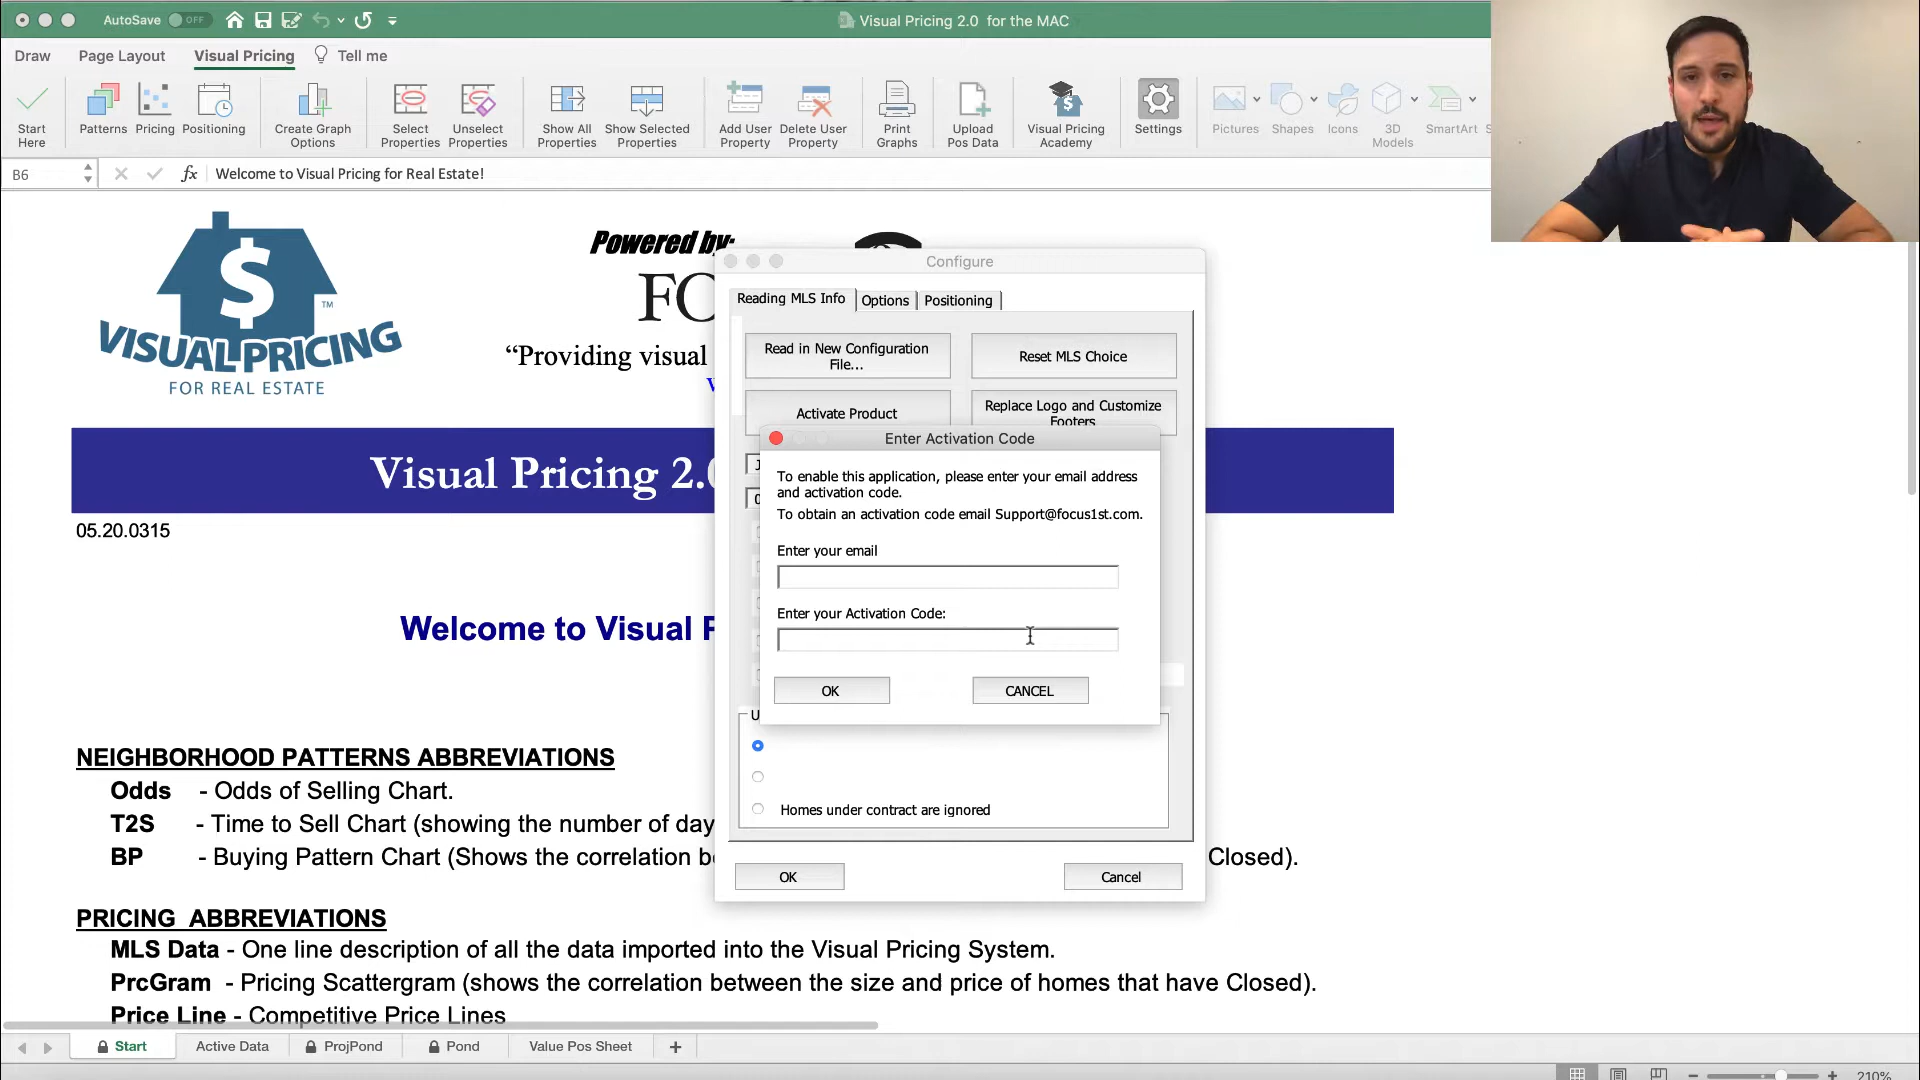 AutoSave OFF
Visual Pricing 2.0 for the MAC
Draw Page Layout Visual Pricing Tell me
Start Here
Patterns
Pricing
Positioning
Create Graph Options
Select Properties
Unselect Properties
Show All Properties
Show Selected Properties
Add User Property
Delete User Property
Print Graphs
Upload Pos Data
Visual Pricing Academy
Settings
Pictures
Shapes
Icons
3D Models
SmartArt
B6 fx Welcome to Visual Pricing for Real Estate!
$
TM
VISUAL PRICING
FOR REAL ESTATE
Powered by:
“Providing visual
Visual Pricing 2.0
05.20.0315
Welcome to Visual
NEIGHBORHOOD PATTERNS ABBREVIATIONS
Odds - Odds of Selling Chart.
T2S - Time to Sell Chart (showing the number of day
BP - Buying Pattern Chart (Shows the correlation
Closed).
PRICING ABBREVIATIONS
MLS Data - One line description of all the data imported into the Visual Pricing System.
PrcGram - Pricing Scattergram (shows the correlation between the size and price of homes that have Closed).
Price Line - Competitive Price Lines
Configure
Reading MLS Info Options Positioning
Read in New Configuration File...
Reset MLS Choice
Activate Product
Replace Logo and Customize Footers
Enter Activation Code
To enable this application, please enter your email address
and activation code.
To obtain an activation code email Support@focus1st.com.
Enter your email
Enter your Activation Code:
OK CANCEL
Homes under contract are ignored
OK Cancel
Start Active Data ProjPond Pond Value Pos Sheet +
210%